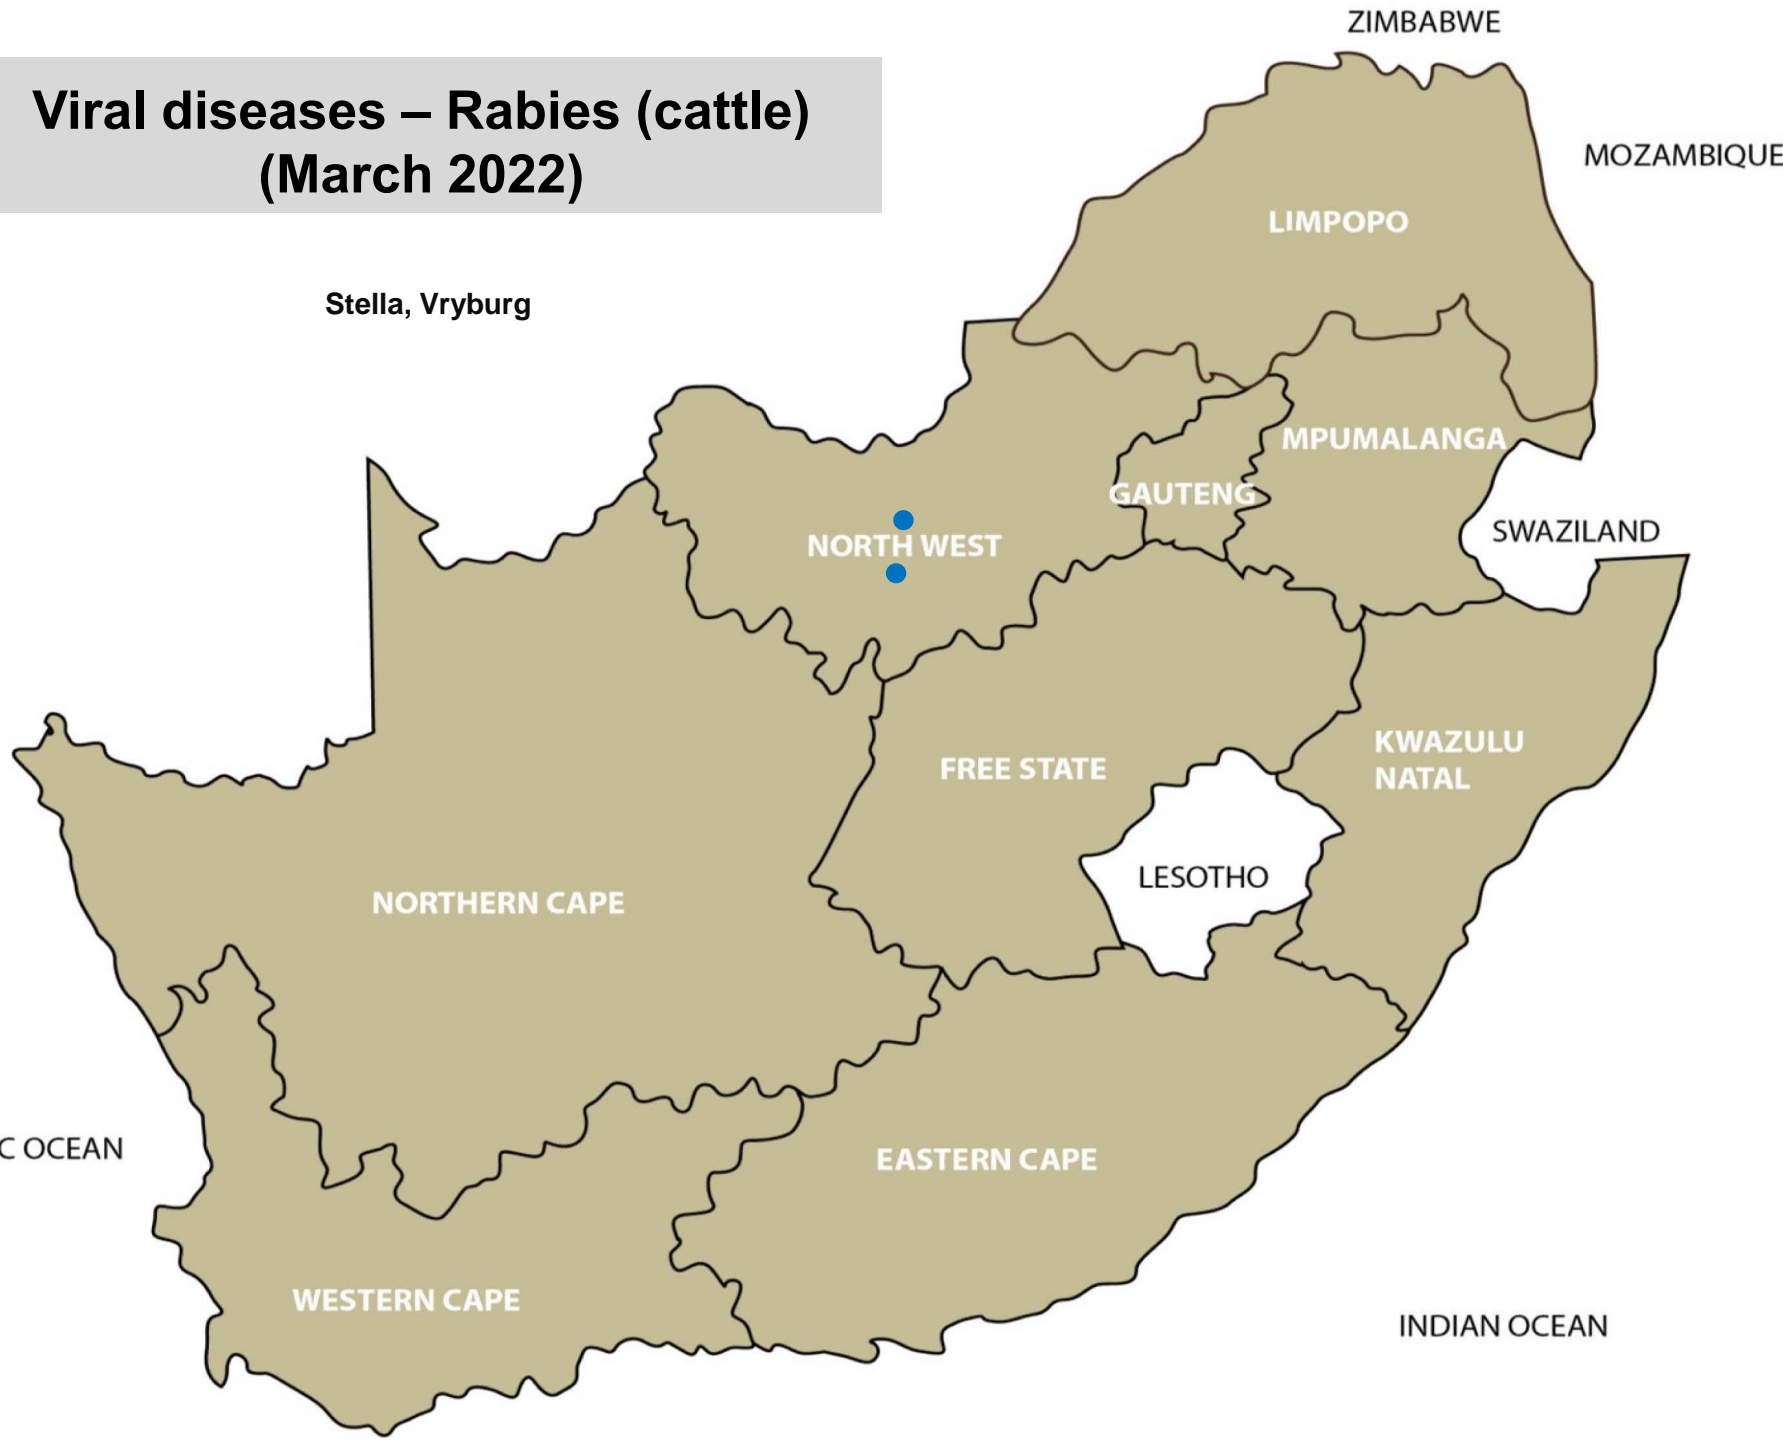 ZIMBABWE
Viral diseases – Rabies (cattle)
(March 2022)
MOZAMBIQUE
LIMPOPO
Stella, Vryburg
MPUMALANGA
GAUTENG
SWAZILAND
NORTH WEST
KWAZULU
NATAL
FREE STATE
LESOTHO
NORTHERN CAPE
C OCEAN
EASTERN CAPE
WESTERN CAPE
INDIAN OCEAN